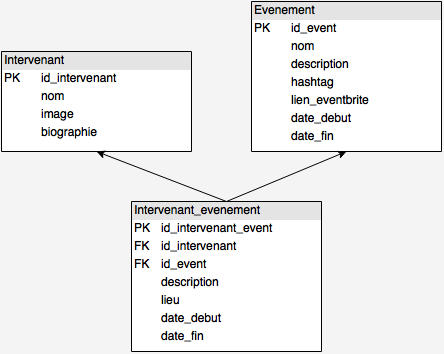 Evenement
PK id_event
nom
description
hashtag
lien_eventbrite
date_debut
date_fin
Intervenant
PK id_intervenant
nom
image
biographie
Intervenant_evenement
PK id_intervenant_event
FK id_intervenant
FK id_event
description
lieu
date_debut
date_fin